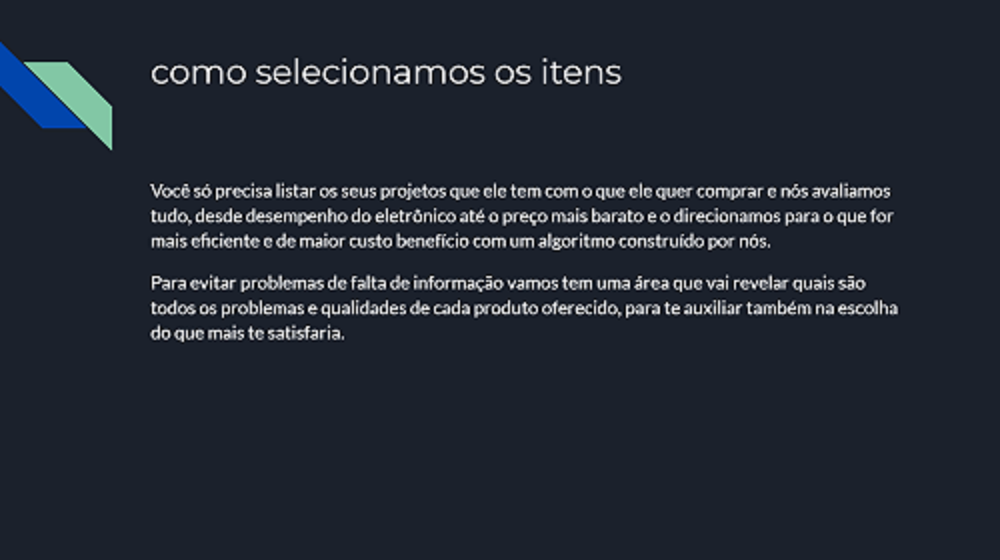 como selecionamos os itens
Você só precisa listar os seus projetos que ele tem com o que ele quer comprar e nós avaliamos
tudo, desde desempenho do eletrônico até o preço mais barato e o direcionamos para o que for
mais eficiente e de maior custo benefício com um algoritmo construído por nós.
Para evitar problemas de falta de informação vamos tem uma área que vai revelar quais são
todos os problemas e qualidades de cada produto oferecido, para te auxiliar também na escolha
do que mais te satisfaria.